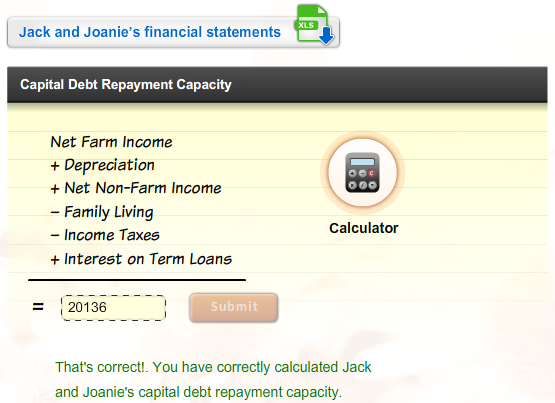 Jack and Joanie's financial statements
XLS
Capital Debt Repayment Capacity
Net Farm Income
+ Depreciation
+ Net Non-Farm Income
– Family Living
– Income Taxes
+ Interest on Term Loans
Calculator
= 20136 Submit
That's correct!. You have correctly calculated Jack
and Joanie's capital debt repayment capacity.